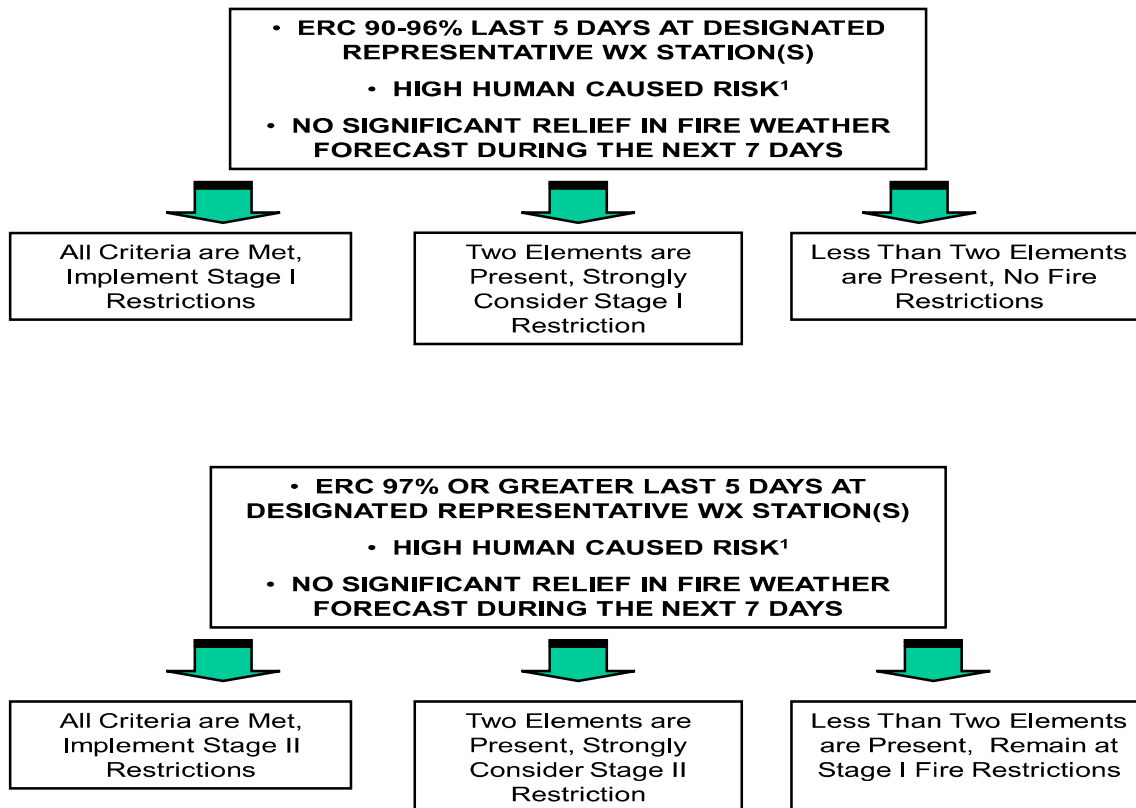 • ERC 90-96% LAST 5 DAYS AT DESIGNATED
REPRESENTATIVE WX STATION(S)
• HIGH HUMAN CAUSED RISK¹
• NO SIGNIFICANT RELIEF IN FIRE WEATHER
FORECAST DURING THE NEXT 7 DAYS
All Criteria are Met,
Implement Stage I
Restrictions
Two Elements are
Present, Strongly
Consider Stage I
Restriction
Less Than Two Elements
are Present, No Fire
Restrictions
• ERC 97% OR GREATER LAST 5 DAYS AT
DESIGNATED REPRESENTATIVE WX STATION(S)
• HIGH HUMAN CAUSED RISK¹
• NO SIGNIFICANT RELIEF IN FIRE WEATHER
FORECAST DURING THE NEXT 7 DAYS
All Criteria are Met,
Implement Stage II
Restrictions
Two Elements are
Present, Strongly
Consider Stage II
Restriction
Less Than Two Elements
are Present, Remain at
Stage I Fire Restrictions